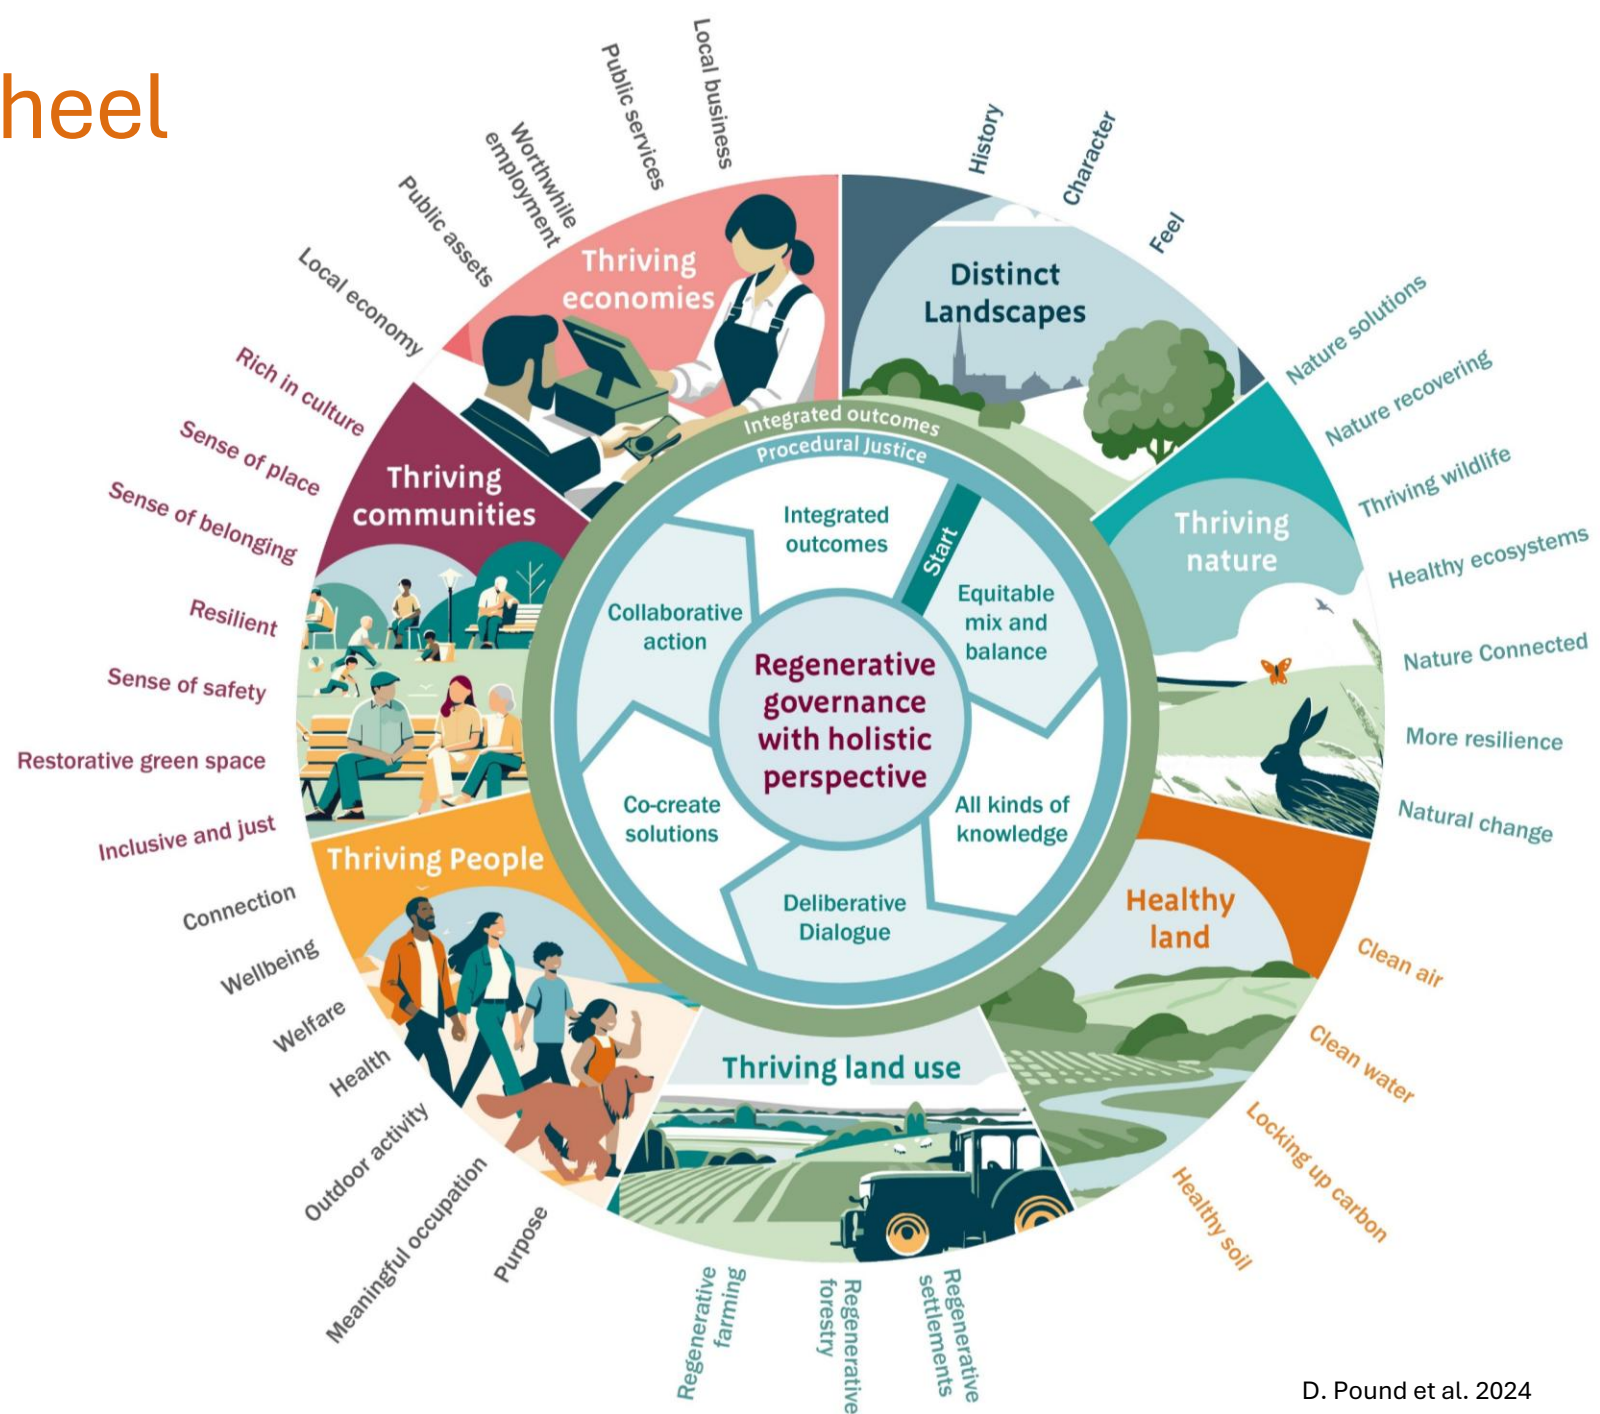 heel
Local business
Public services
Worthwhile
employment
Public assets
Local economy
Thriving
economies
History
Character
Feel
Distinct
Landscapes
Nature solutions
Nature recovering
Thriving wildlife
Healthy ecosystems
Nature Connected
More resilience
Natural change
Thriving
nature
Clean air
Clean water
Locking up carbon
Healthy soil
Healthy
land
Regenerative
settlements
Regenerative
forestry
Regenerative
farming
Thriving land use
Purpose
Meaningful occupation
Outdoor activity
Health
Welfare
Wellbeing
Connection
Thriving People
Inclusive and just
Restorative green space
Sense of safety
Resilient
Sense of belonging
Sense of place
Rich in culture
Thriving
communities
Integrated outcomes
Procedural Justice
Start
Equitable
mix and
balance
All kinds of
knowledge
Deliberative
Dialogue
Co-create
solutions
Collaborative
action
Integrated
outcomes
Regenerative
governance
with holistic
perspective
D. Pound et al. 2024